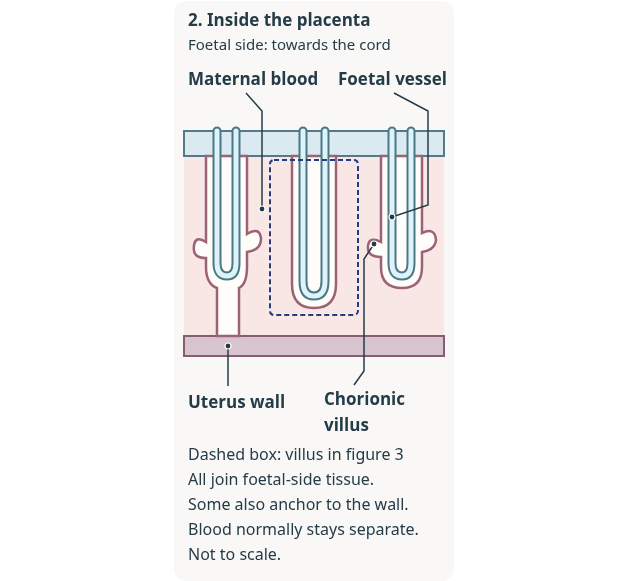 2. Inside the placenta
Foetal side: towards the cord
Maternal blood
Foetal vessel
Uterus wall
Chorionic
villus
Dashed box: villus in figure 3
All join foetal-side tissue.
Some also anchor to the wall.
Blood normally stays separate.
Not to scale.